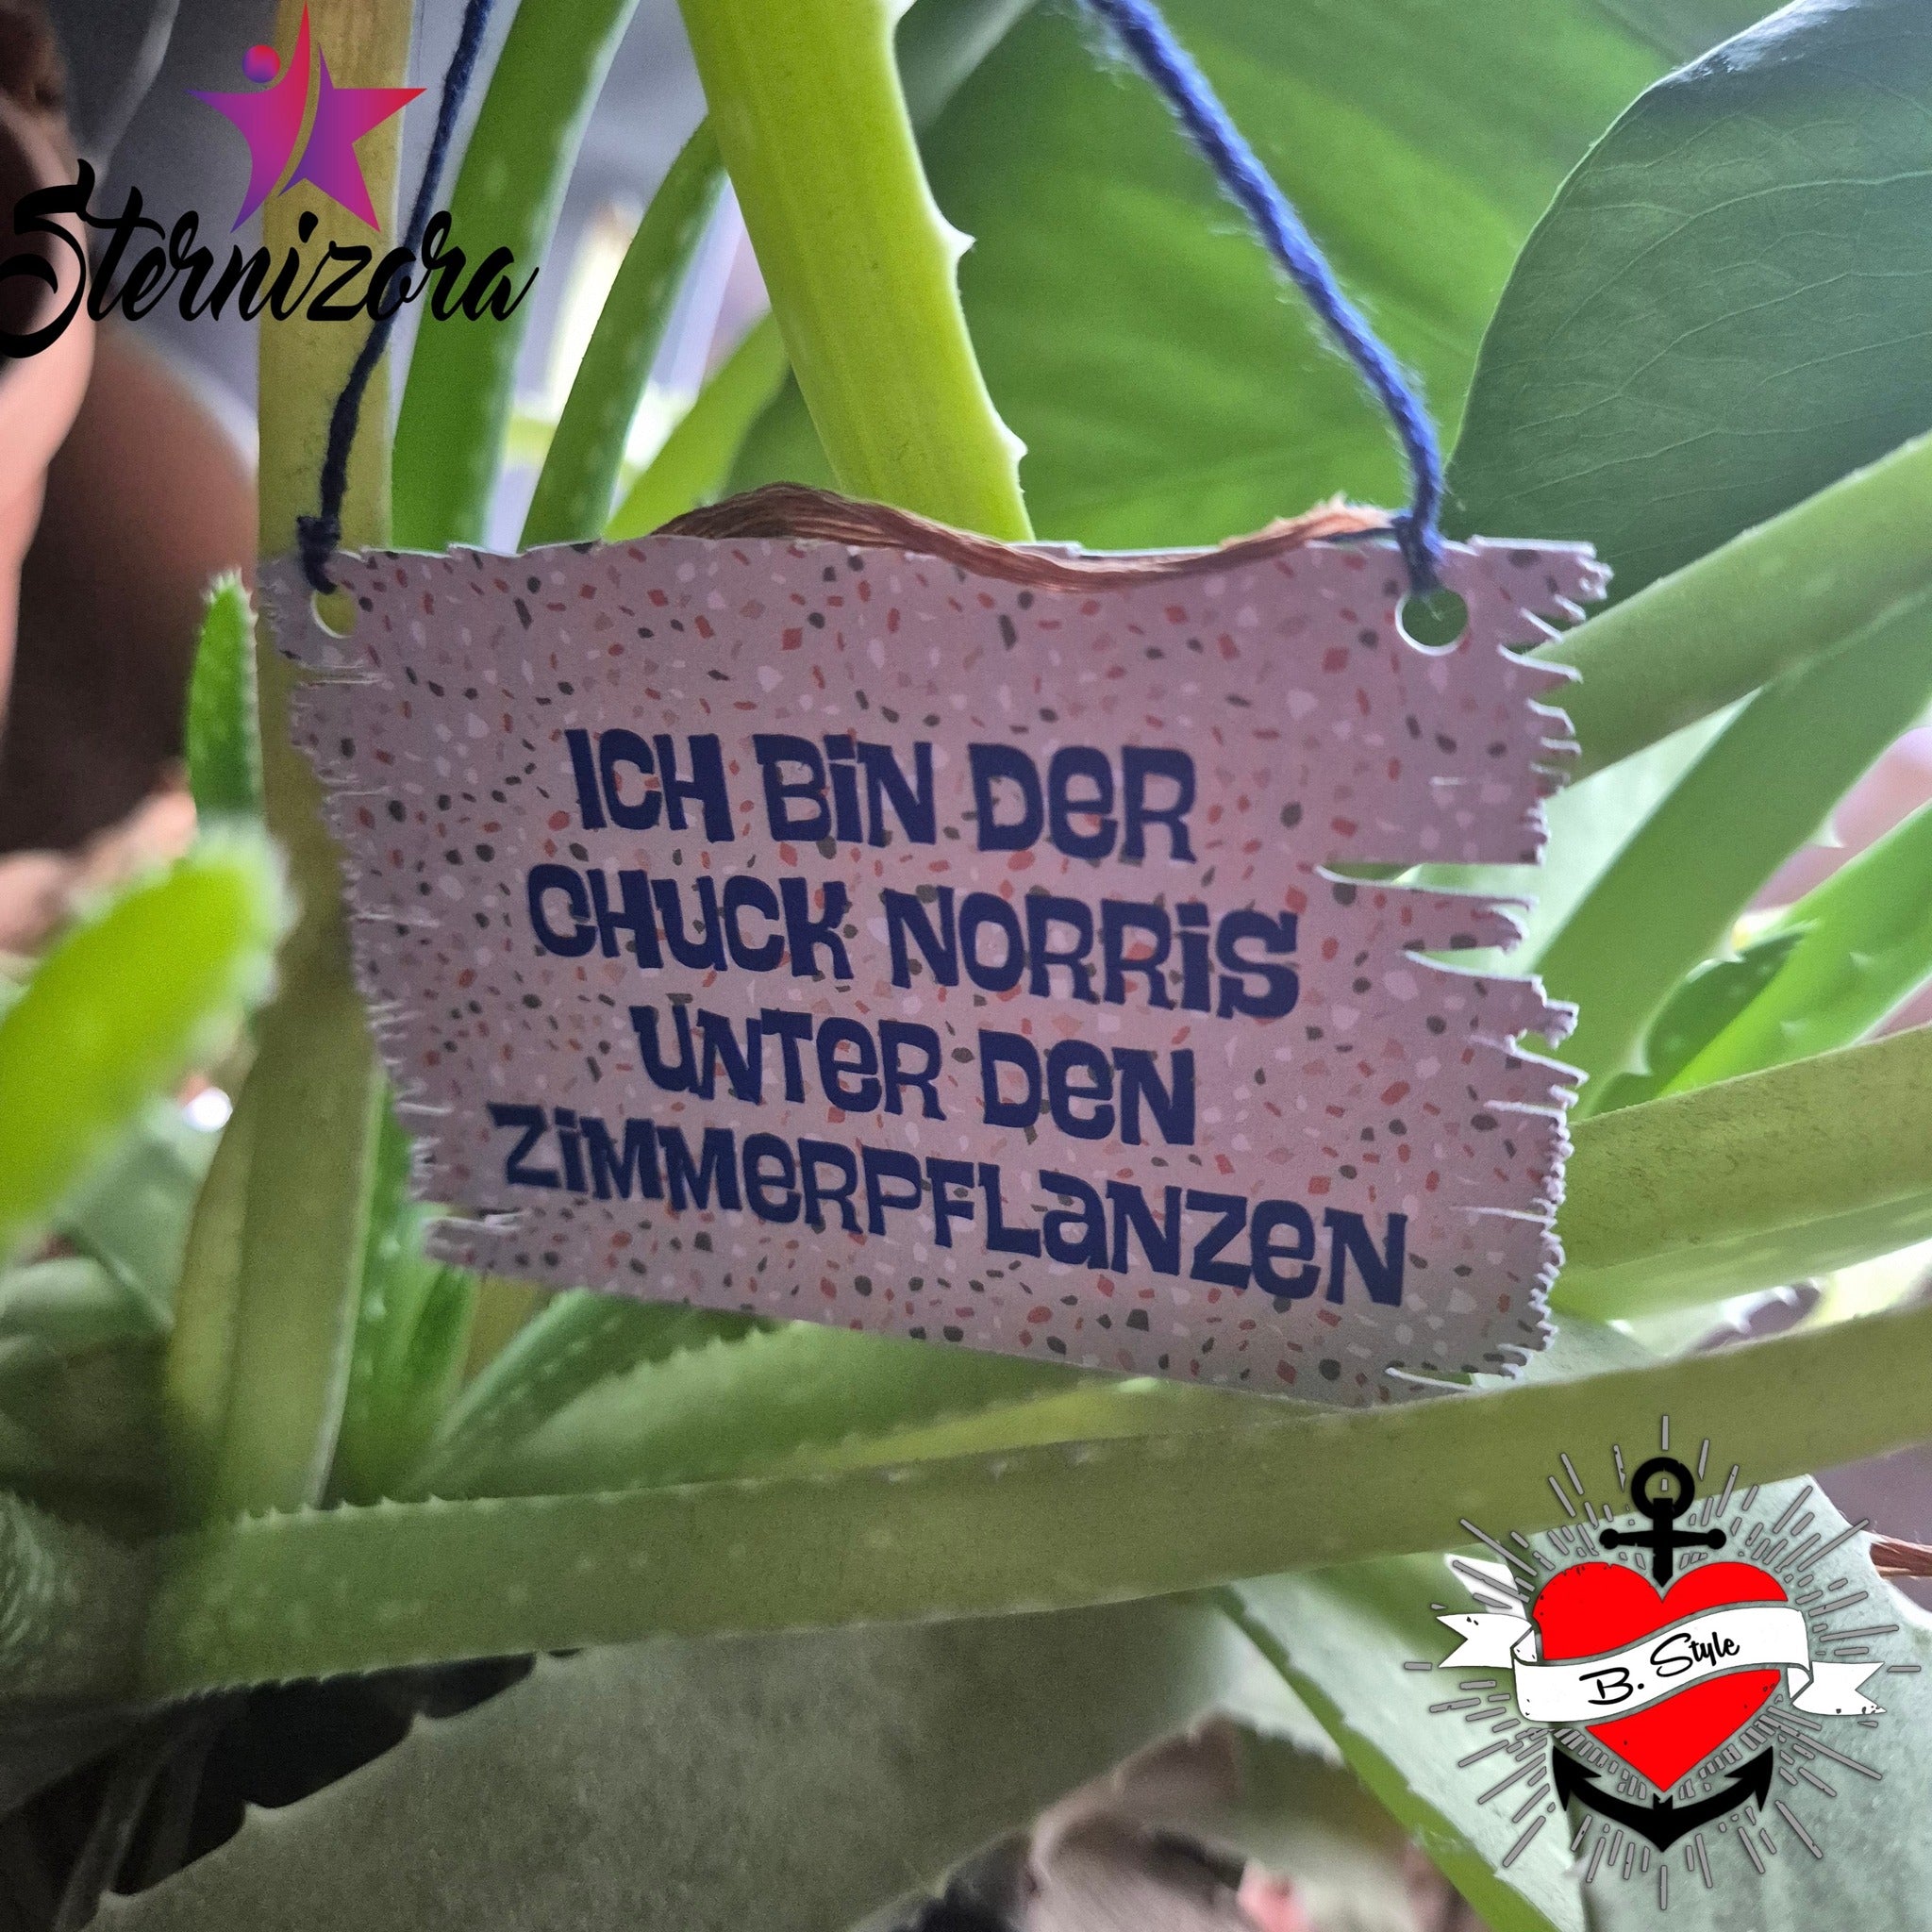 Sternizora
ICH BiN DeR
CHUCK NORRiS
UNTeR DeN
ZiMMeRPFLaNZeN
B. Style